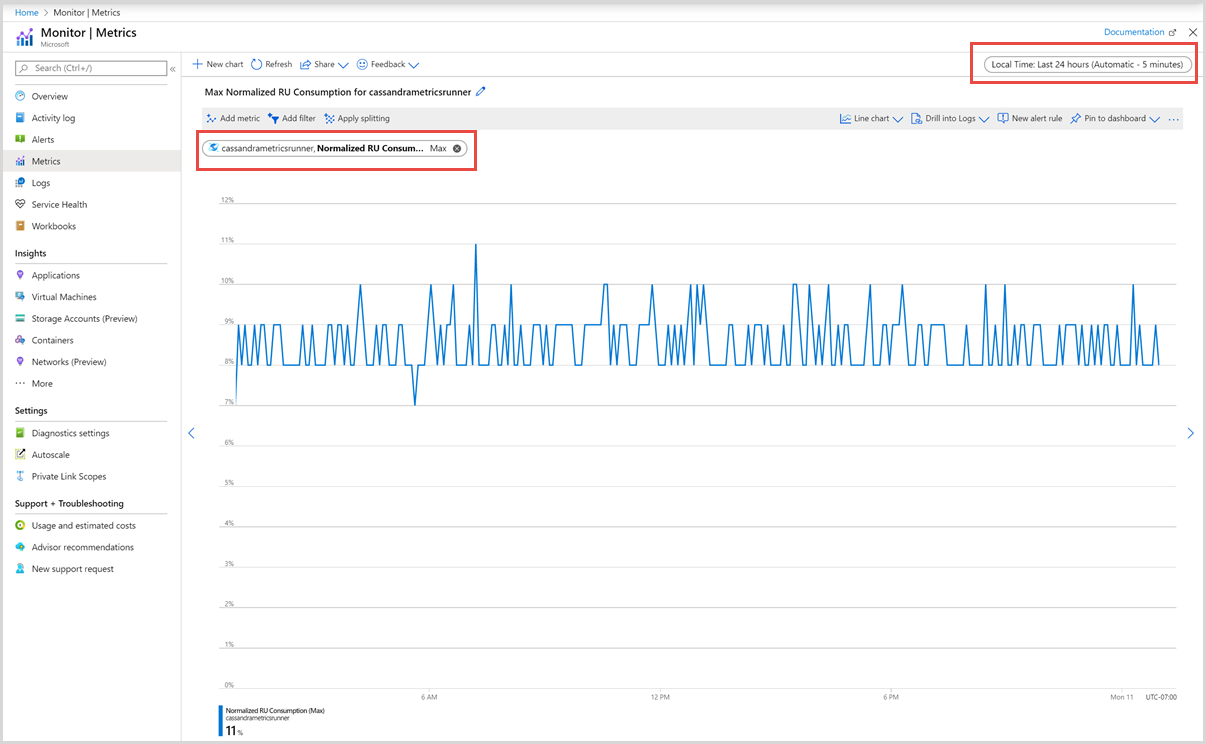 Home > Monitor | Metrics
Monitor | Metrics
Microsoft
Documentation
Search (Ctrl+/)
«
Overview
Activity log
Alerts
Metrics
Logs
Service Health
Workbooks
Insights
Applications
Virtual Machines
Storage Accounts (Preview)
Containers
Networks (Preview)
More
Settings
Diagnostics settings
Autoscale
Private Link Scopes
Support + Troubleshooting
Usage and estimated costs
Advisor recommendations
New support request
New chart Refresh Share Feedback
Local Time: Last 24 hours (Automatic - 5 minutes)
Max Normalized RU Consumption for cassandrametricsrunner
Add metric Add filter Apply splitting Line chart Drill into Logs New alert rule Pin to dashboard ...
cassandrametricsrunner, Normalized RU Consum... Max
12%
11%
10%
9%
8%
7%
6%
5%
4%
3%
2%
1%
0%
6 AM 12 PM 6 PM Mon 11 UTC-07:00
Normalized RU Consumption (Max)
cassandrametricsrunner
11 %